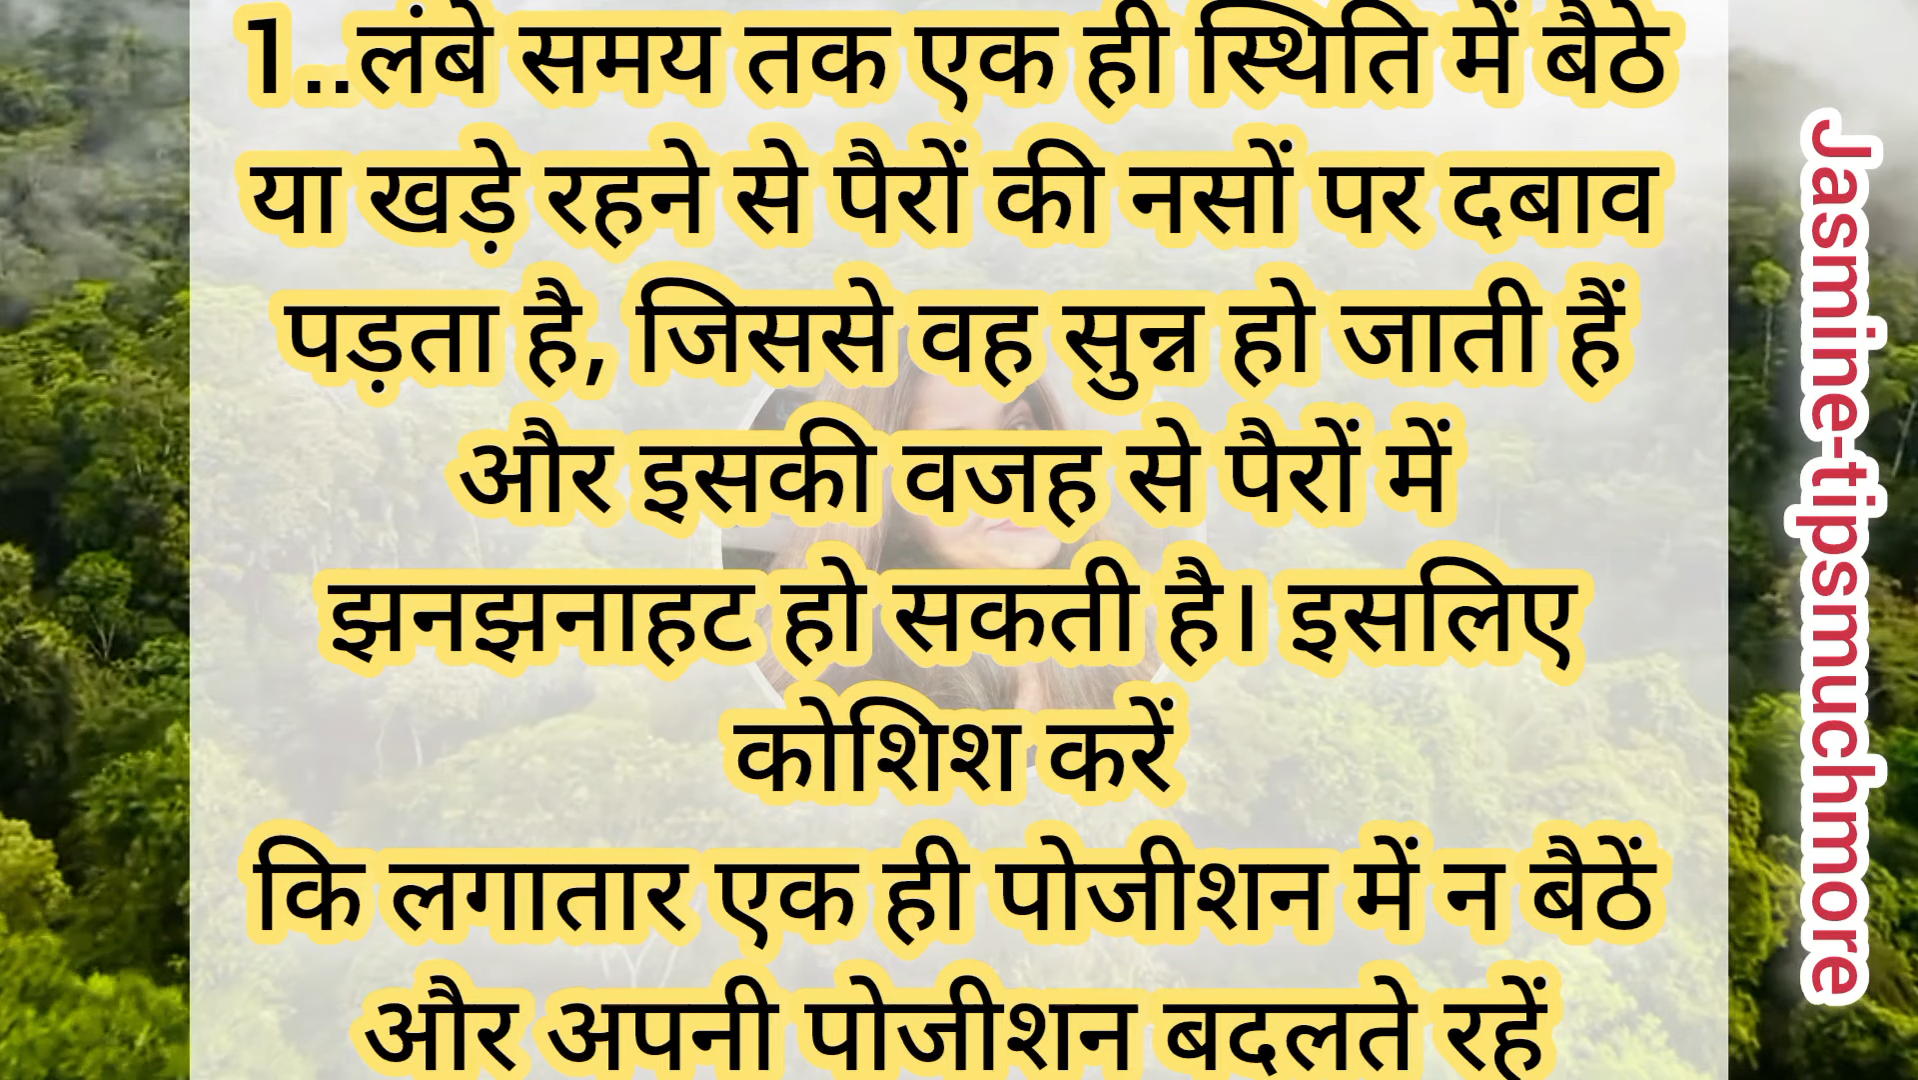 1..लंबे समय तक एक ही स्थिति में बैठे
या खड़े रहने से पैरों की नसों पर दबाव
पड़ता है, जिससे वह सुन्न हो जाती हैं
और इसकी वजह से पैरों में
झनझनाहट हो सकती है। इसलिए
कोशिश करें
कि लगातार एक ही पोजीशन में न बैठें
और अपनी पोजीशन बदलते रहें
Jasmine-tipsmuchmore